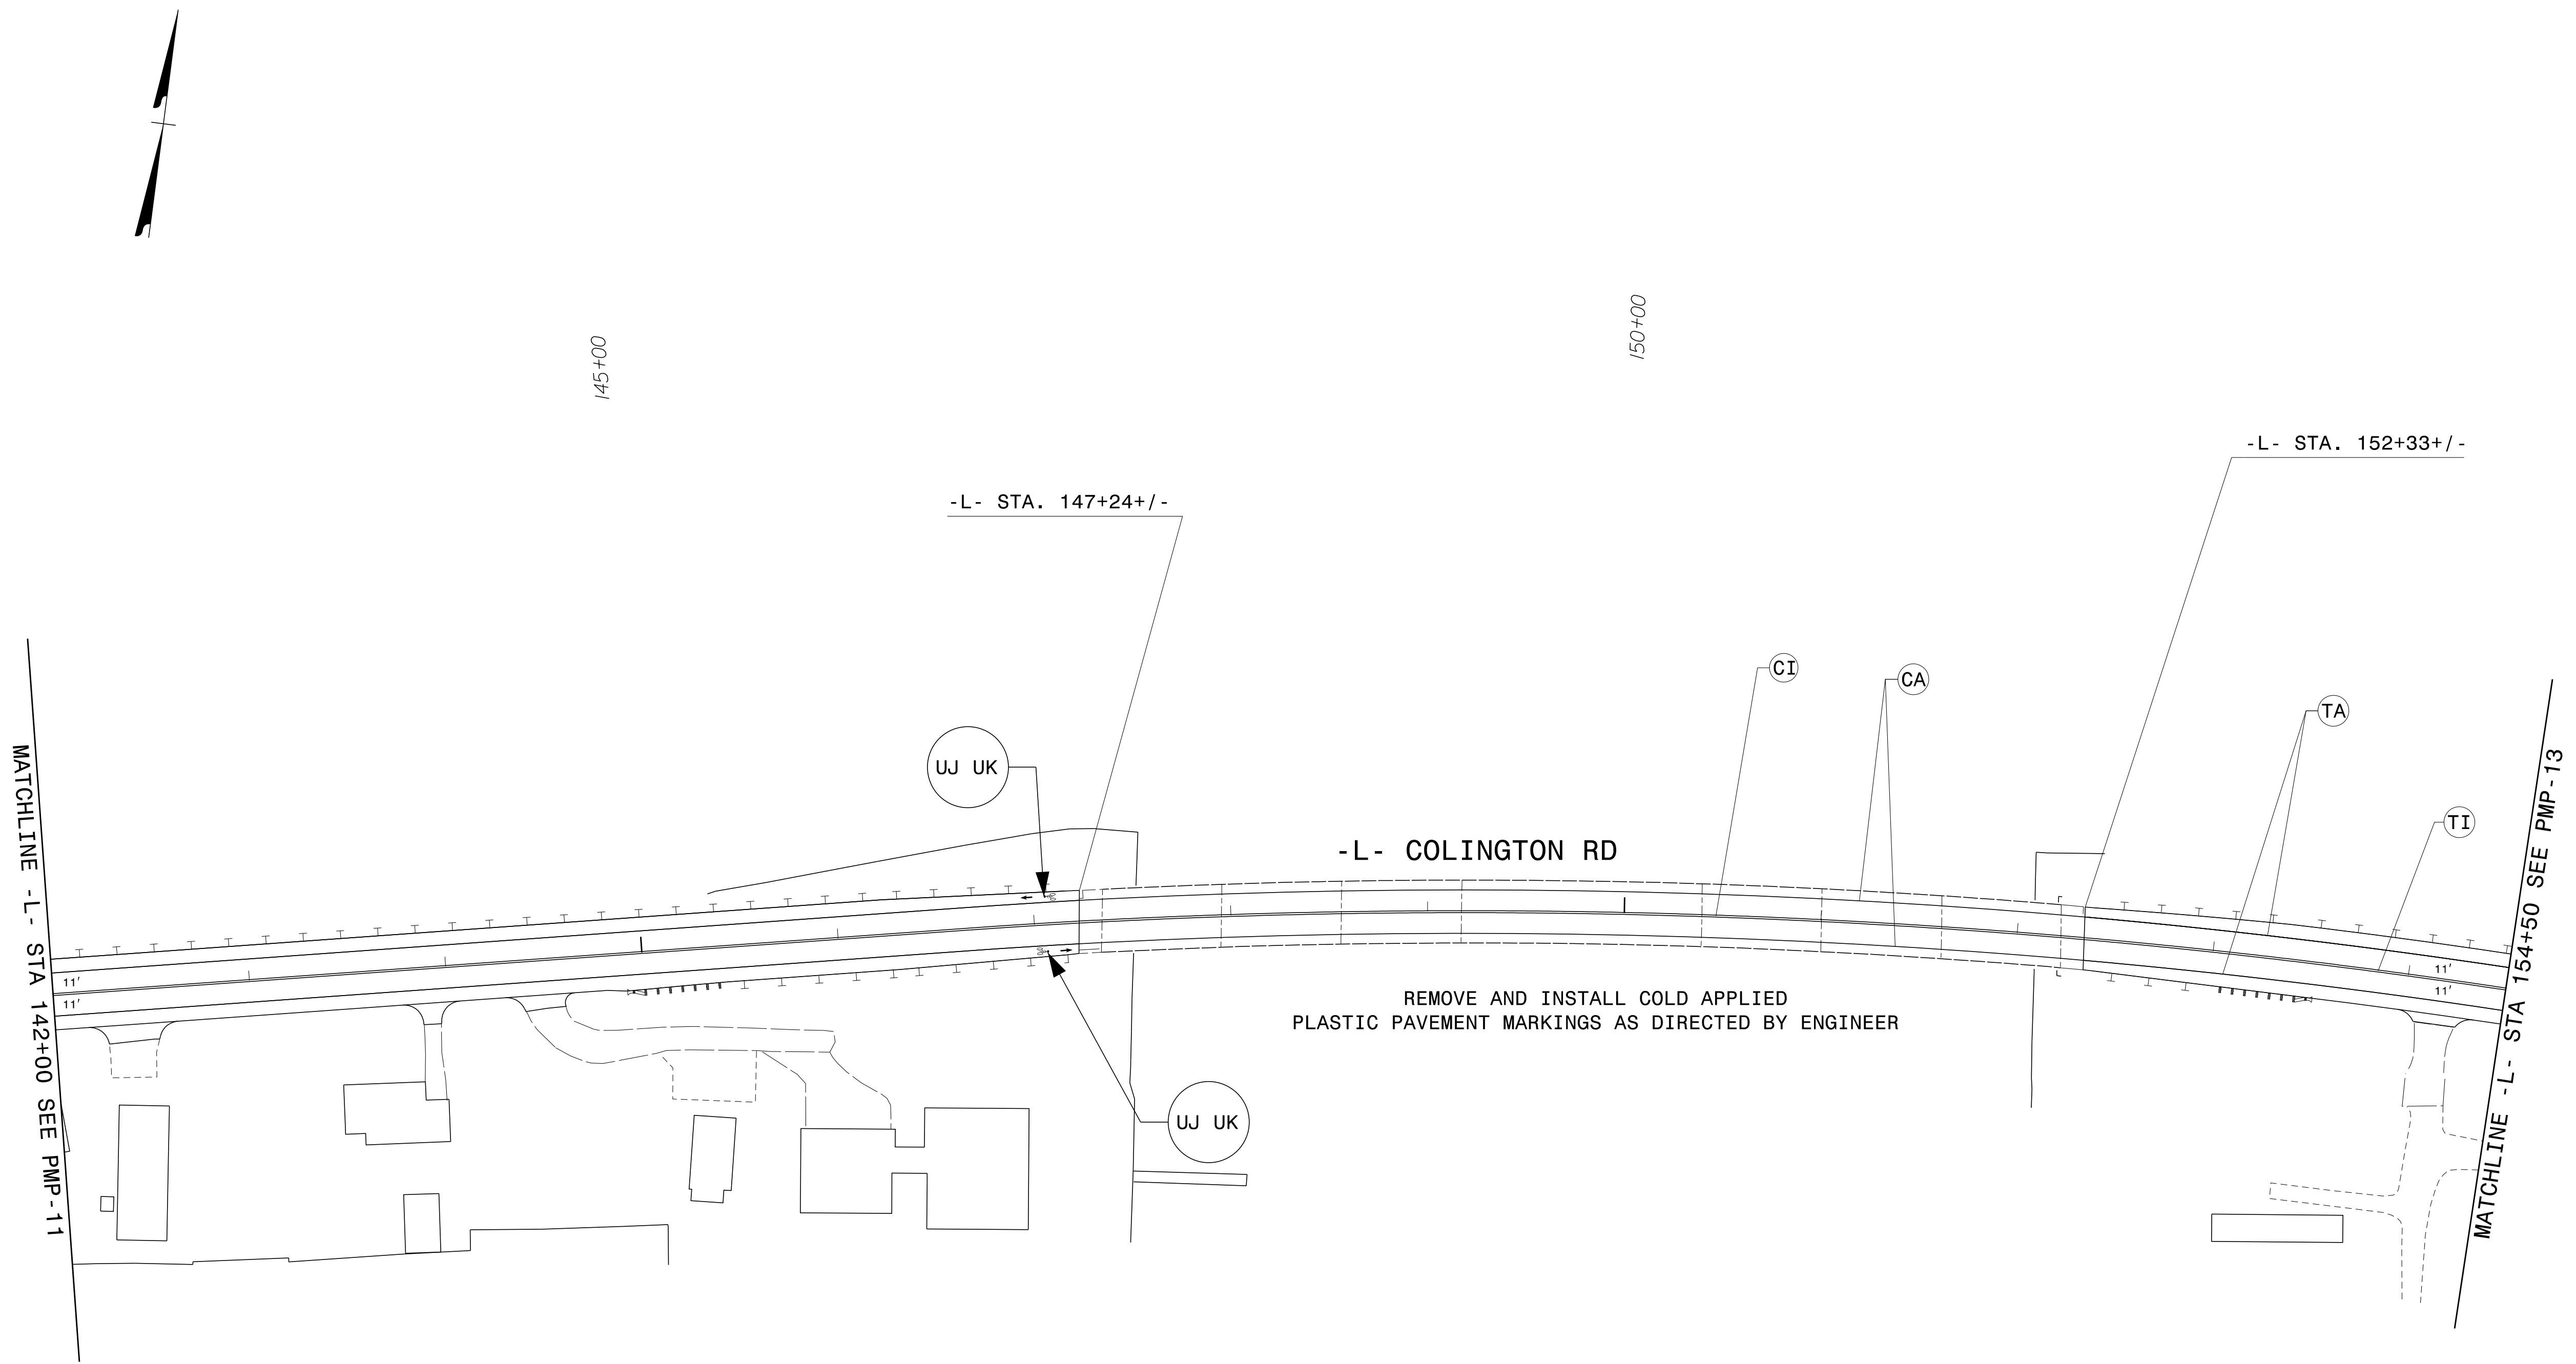 145+00
150+00
-L- STA. 152+33+/-
-L- STA. 147+24+/-
CI
CA
TA
UJ UK
TI
-L- COLINGTON RD
MATCHLINE -L- STA 142+00 SEE PMP-11
MATCHLINE -L- STA 154+50 SEE PMP-13
11'
11'
11'
11'
REMOVE AND INSTALL COLD APPLIED
PLASTIC PAVEMENT MARKINGS AS DIRECTED BY ENGINEER
UJ UK